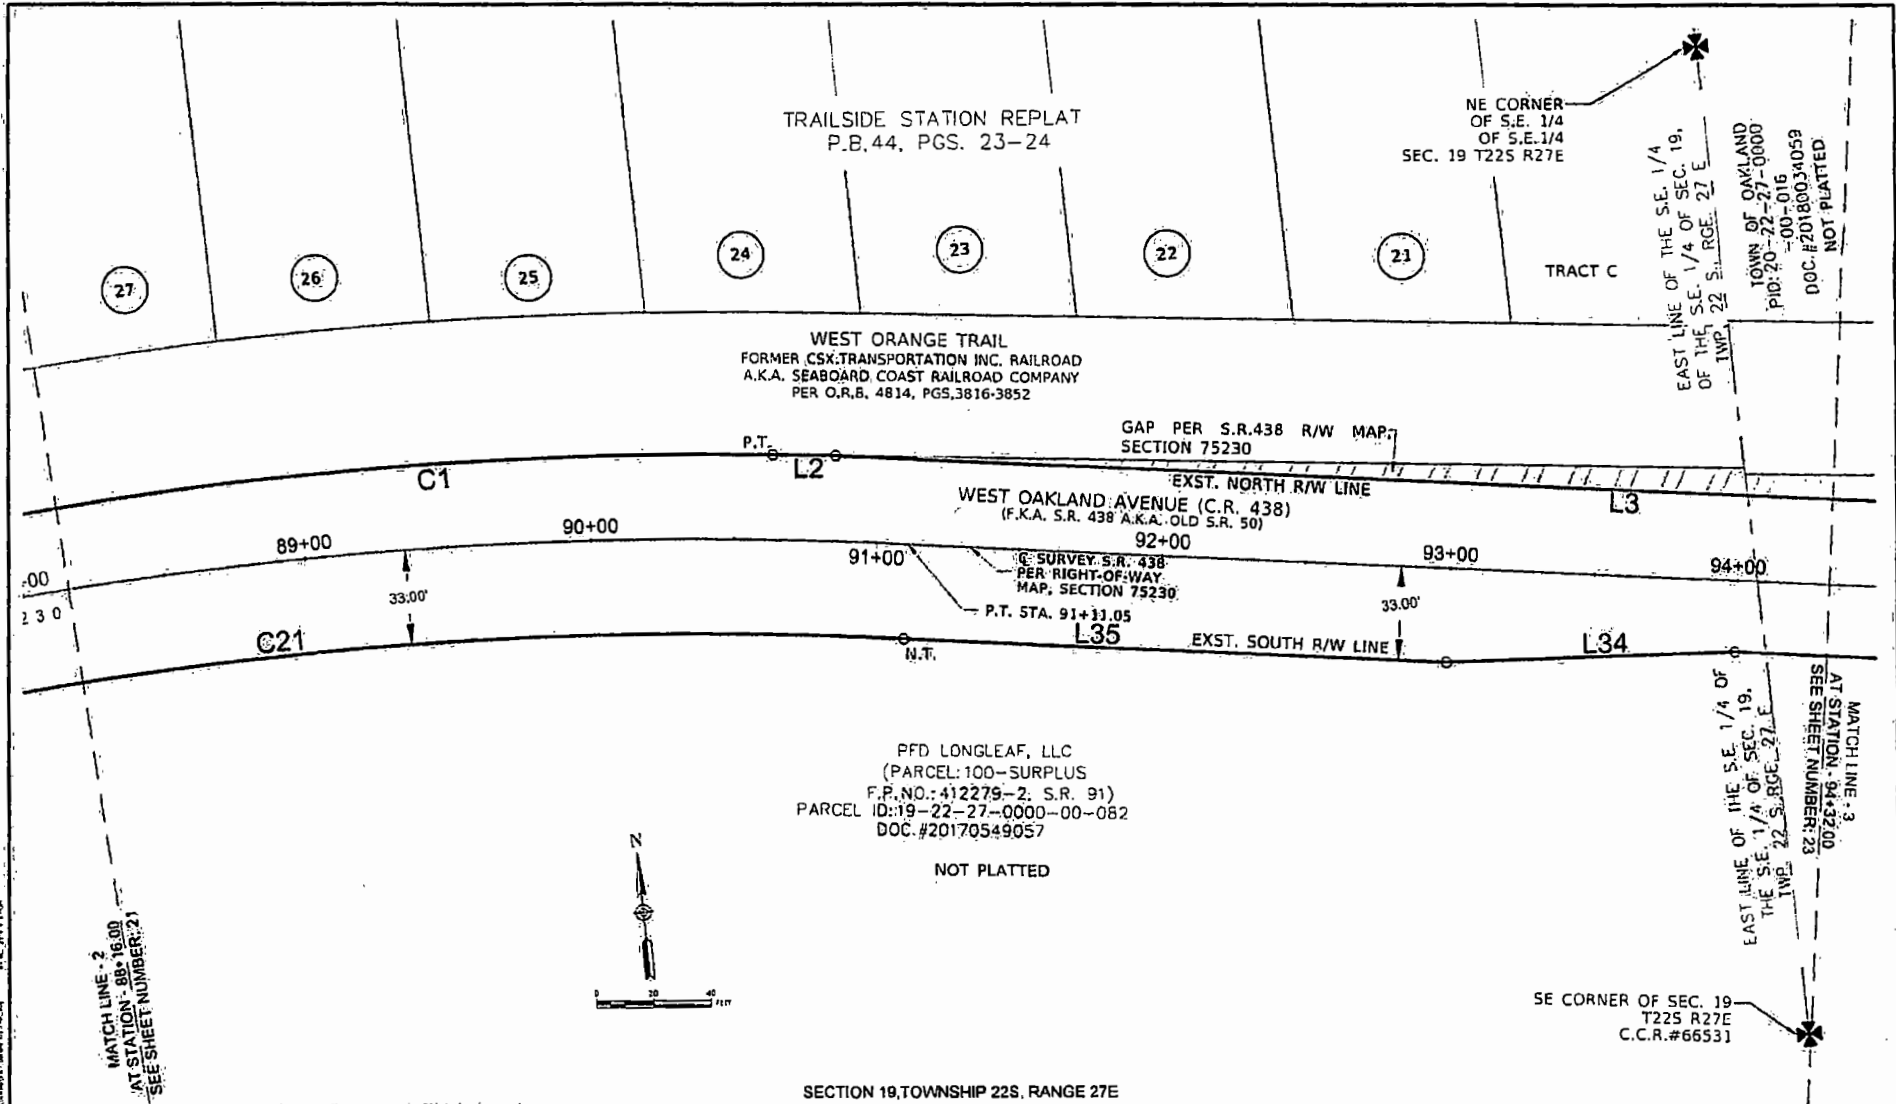 TRAILSIDE STATION REPLAT
P.B.44, PGS. 23-24
NE CORNER
OF S.E. 1/4
OF S.E.1/4
SEC. 19 T22S R27E
EAST LINE OF THE S.E. 1/4
OF THE S.E. 1/4 OF SEC. 19,
TWP. 22 S., RGE. 27 E
TOWN OF OAKLAND
PID:20-22-27-0000
-00-016
DOC.#20180034059
NOT PLATTED
27
26
25
24
23
22
21
TRACT C
WEST ORANGE TRAIL
FORMER CSX TRANSPORTATION INC. RAILROAD
A.K.A. SEABOARD COAST RAILROAD COMPANY
PER O.R.B. 4814, PGS.3816-3852
GAP PER S.R.438 R/W MAP,
SECTION 75230
P.T.
L2
C1
EXST. NORTH R/W LINE
L3
WEST OAKLAND AVENUE (C.R. 438)
(F.K.A. S.R. 438 A.K.A. OLD S.R. 50)
-00
89+00
90+00
91+00
92+00
93+00
94+00
2 3 0
33.00'
℄ SURVEY S.R. 438
PER RIGHT-OF-WAY
MAP, SECTION 75230
P.T. STA. 91+11.05
33.00'
C21
N.T.
L35
EXST. SOUTH R/W LINE
L34
EAST LINE OF THE S.E. 1/4 OF
THE S.E. 1/4 OF SEC. 19,
TWP. 22 S. RGE. 27 E
MATCH LINE - 3
AT STATION - 94+32.00
SEE SHEET NUMBER: 23
PFD LONGLEAF, LLC
(PARCEL: 100-SURPLUS
F.P.NO.: 412279-2: S.R. 91)
PARCEL ID:19-22-27-0000-00-082
DOC.#20170549057
NOT PLATTED
N
0 20 40
FEET
MATCH LINE - 2
AT STATION - 88+16.00
SEE SHEET NUMBER: 21
SE CORNER OF SEC. 19
T22S R27E
C.C.R.#66531
SECTION 19,TOWNSHIP 22S, RANGE 27E